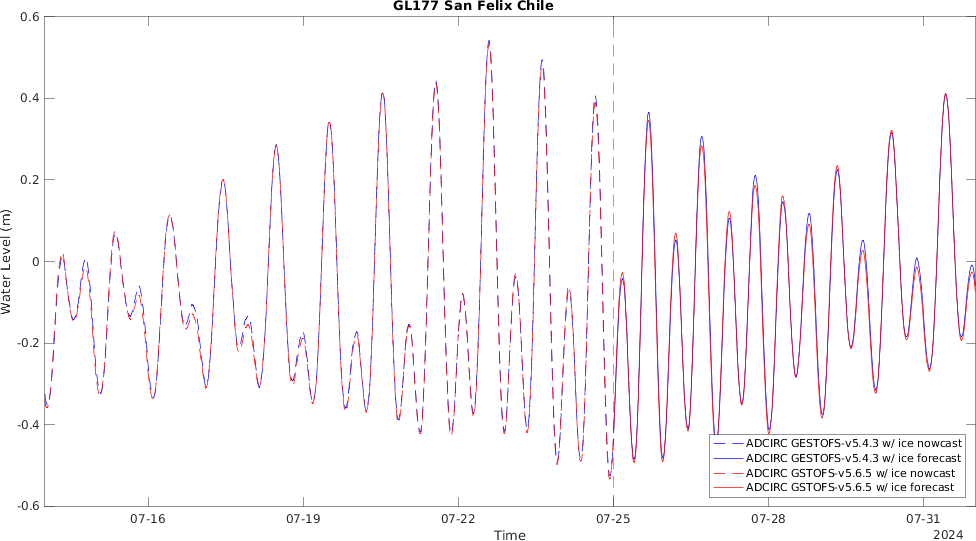 GL177 San Felix Chile
0.6
0.4
0.2
0
-0.2
-0.4
-0.6
Water Level (m)
ADCIRC GESTOFS-v5.4.3 w/ ice nowcast
ADCIRC GESTOFS-v5.4.3 w/ ice forecast
ADCIRC GSTOFS-v5.6.5 w/ ice nowcast
ADCIRC GSTOFS-v5.6.5 w/ ice forecast
07-16 07-19 07-22 07-25 07-28 07-31
Time
2024